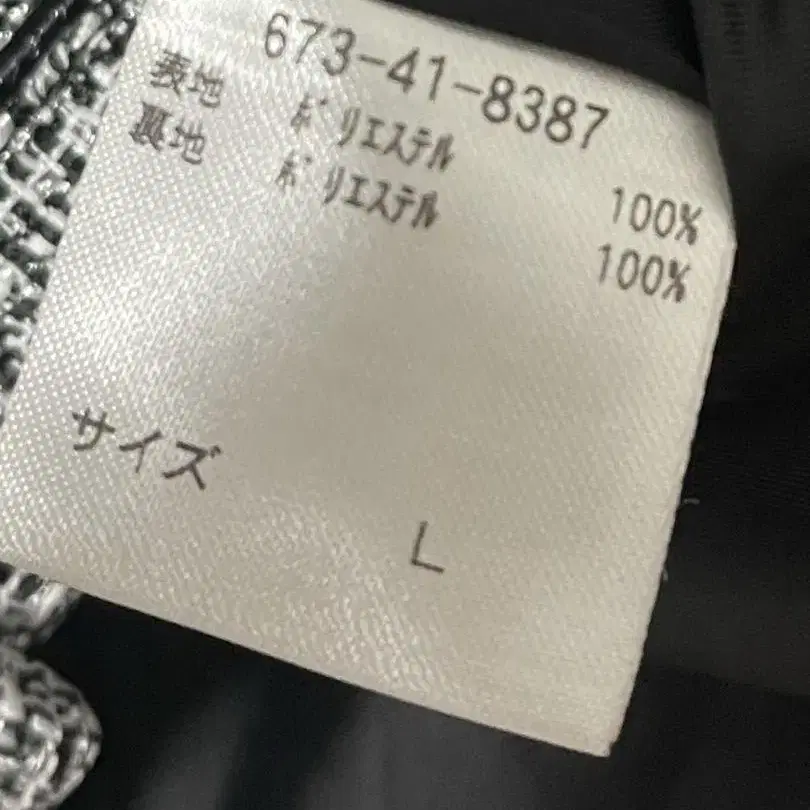 673-41-8387
表地 ポリエステル 100%
裏地 ポリエステル 100%
サイズ
L